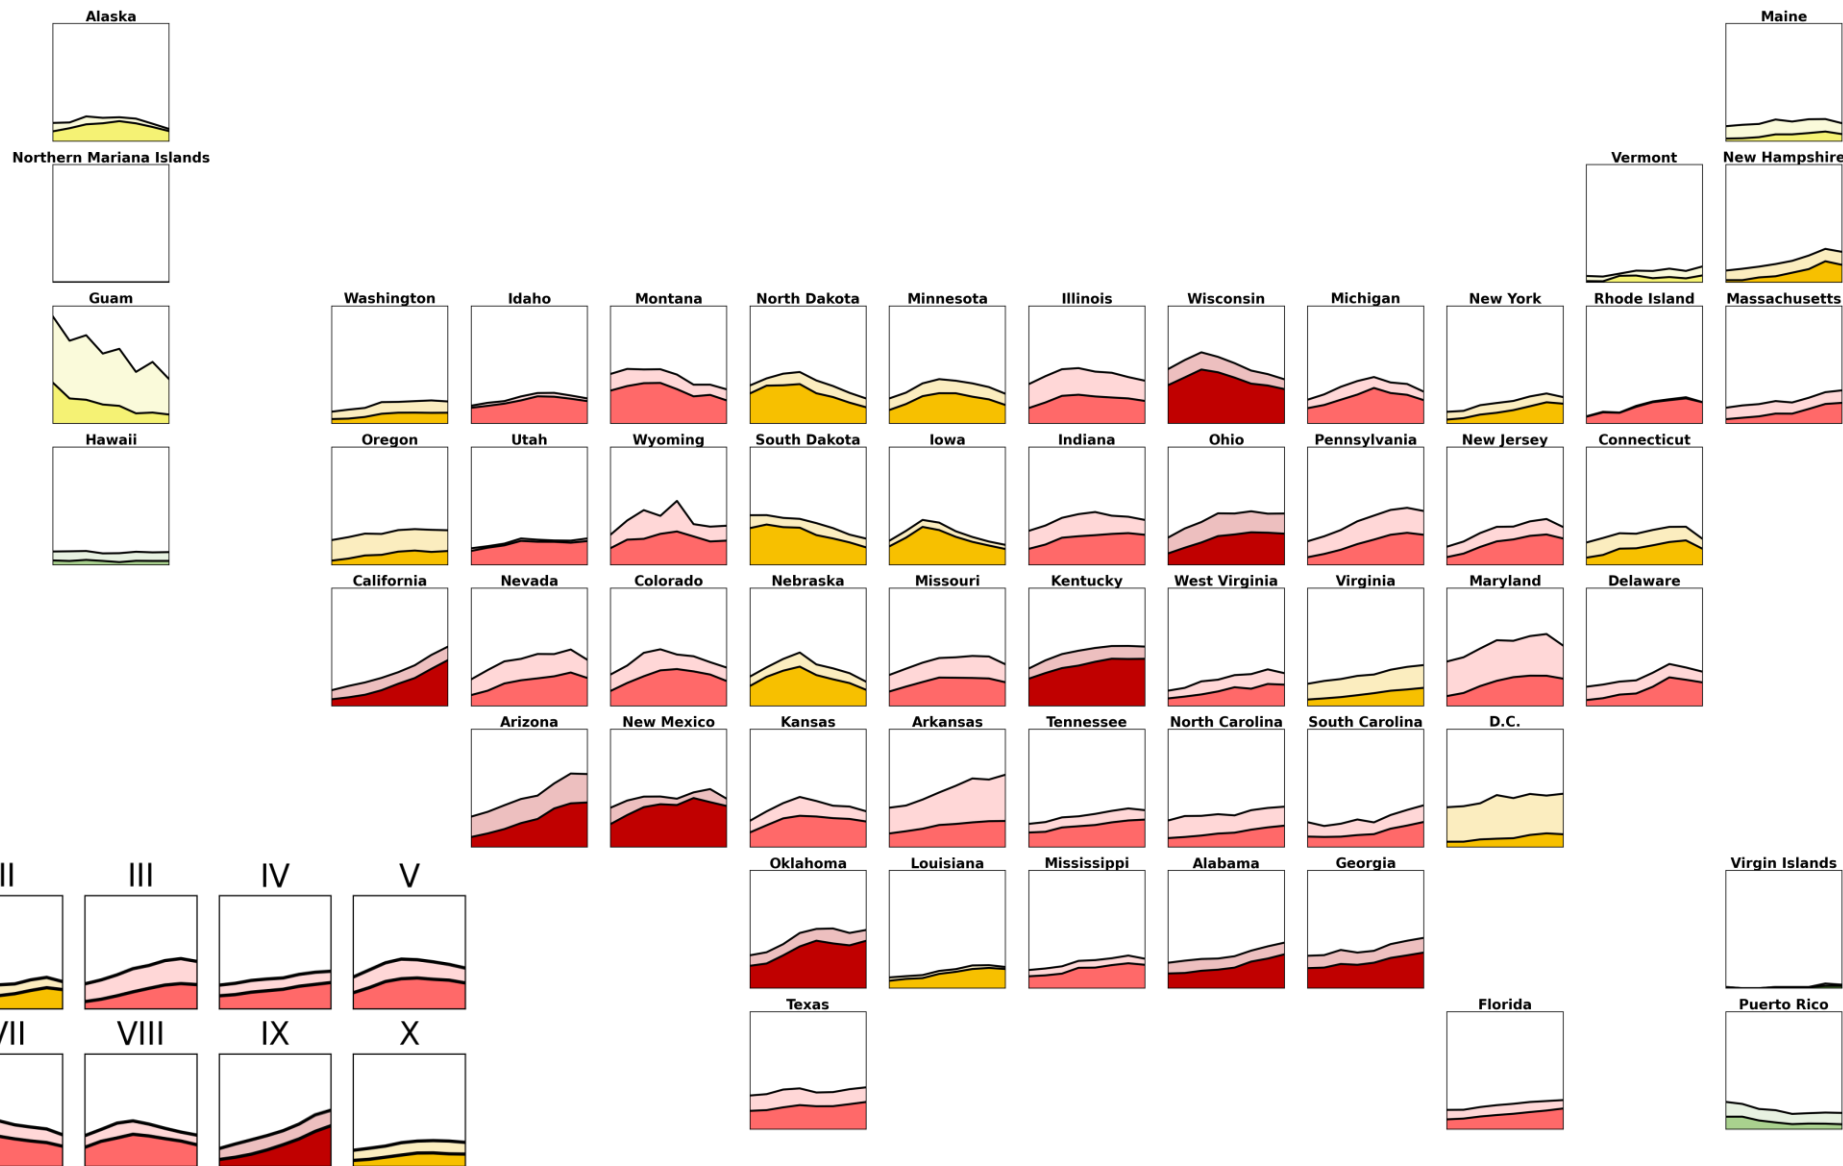 Alaska Maine
Northern Mariana Islands Vermont New Hampshire
Guam Washington Idaho Montana North Dakota Minnesota Illinois Wisconsin Michigan New York Rhode Island Massachusetts
Hawaii Oregon Utah Wyoming South Dakota Iowa Indiana Ohio Pennsylvania New Jersey Connecticut
California Nevada Colorado Nebraska Missouri Kentucky West Virginia Virginia Maryland Delaware
Arizona New Mexico Kansas Arkansas Tennessee North Carolina South Carolina D.C.
Oklahoma Louisiana Mississippi Alabama Georgia Virgin Islands
II III IV V
Texas Florida Puerto Rico
VII VIII IX X